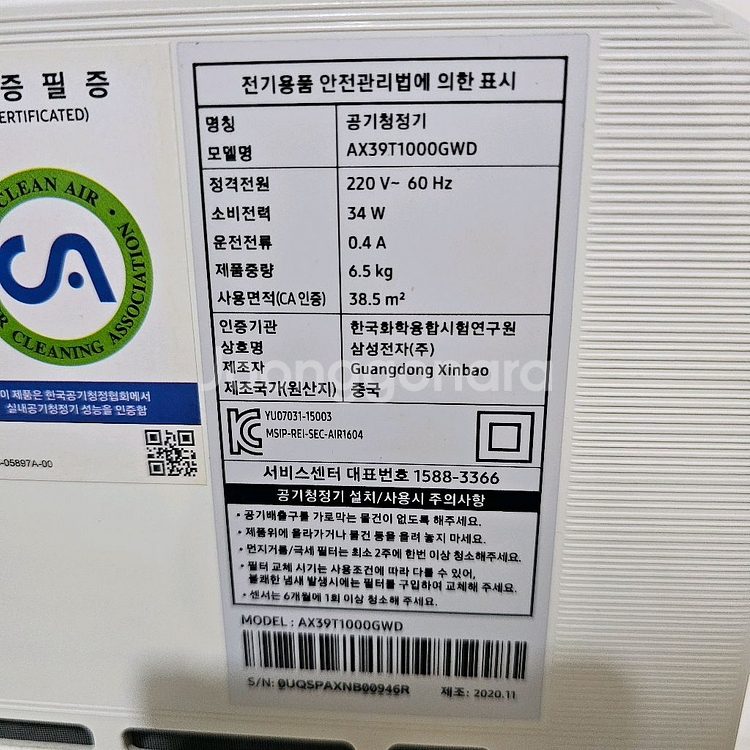 증 필 증
ERTIFICATED)
CLEAN AIR ·
CA
R CLEANING ASSOCIATION
이 제품은 한국공기청정협회에서
실내공기청정기 성능을 인증함
-05897A-00
전기용품 안전관리법에 의한 표시
명칭 공기청정기
모델명 AX39T1000GWD
정격전원 220 V~ 60 Hz
소비전력 34 W
운전전류 0.4 A
제품중량 6.5 kg
사용면적(CA 인증) 38.5 m²
인증기관 한국화학융합시험연구원
상호명 삼성전자(주)
제조자 Guangdong Xinbao
제조국가(원산지) 중국
YU07031-15003
MSIP-REI-SEC-AIR1604
서비스센터 대표번호 1588-3366
공기청정기 설치/사용시 주의사항
• 공기배출구를 가로막는 물건이 없도록 해주세요.
• 제품위에 올라가거나 물건 등을 올려 놓지 마세요.
• 먼지거름/극세 필터는 최소 2주에 한번 이상 청소해주세요.
• 필터 교체 시기는 사용조건에 따라 다를 수 있어,
불쾌한 냄새 발생시에는 필터를 구입하여 교체해 주세요.
• 센서는 6개월에 1회 이상 청소해 주세요.
MODEL : AX39T1000GWD
S/N: 0UQSPAXNB00946R 제조: 2020.11